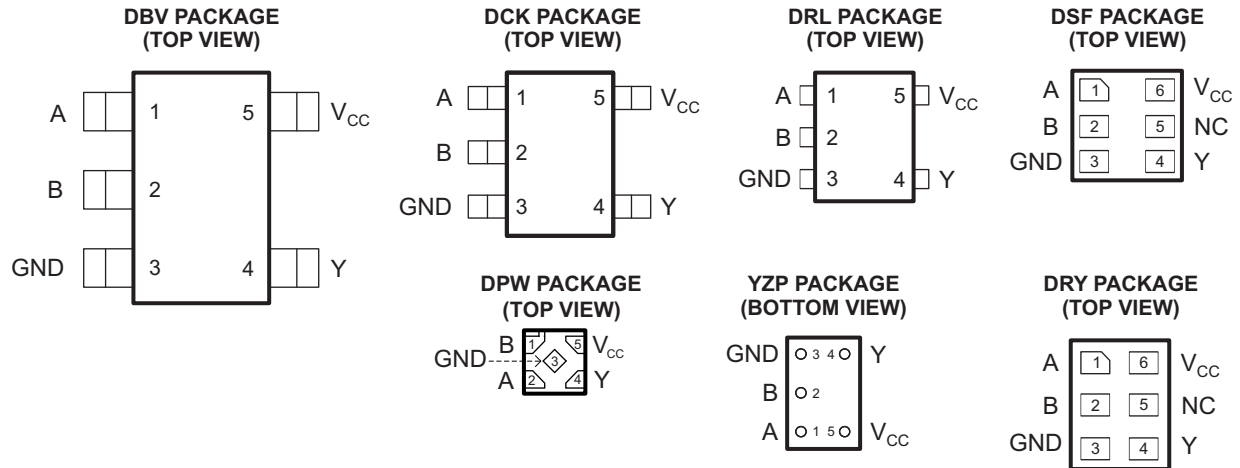 DBV PACKAGE
(TOP VIEW)
A 1 5 VCC
B 2
GND 3 4 Y
DCK PACKAGE
(TOP VIEW)
A 1 5 VCC
B 2
GND 3 4 Y
DRL PACKAGE
(TOP VIEW)
A 1 5 VCC
B 2
GND 3 4 Y
DSF PACKAGE
(TOP VIEW)
A 1 6 VCC
B 2 5 NC
GND 3 4 Y
DPW PACKAGE
(TOP VIEW)
B 1 5 VCC
GND 3
A 2 4 Y
YZP PACKAGE
(BOTTOM VIEW)
GND 3 4 Y
B 2
A 1 5 VCC
DRY PACKAGE
(TOP VIEW)
A 1 6 VCC
B 2 5 NC
GND 3 4 Y